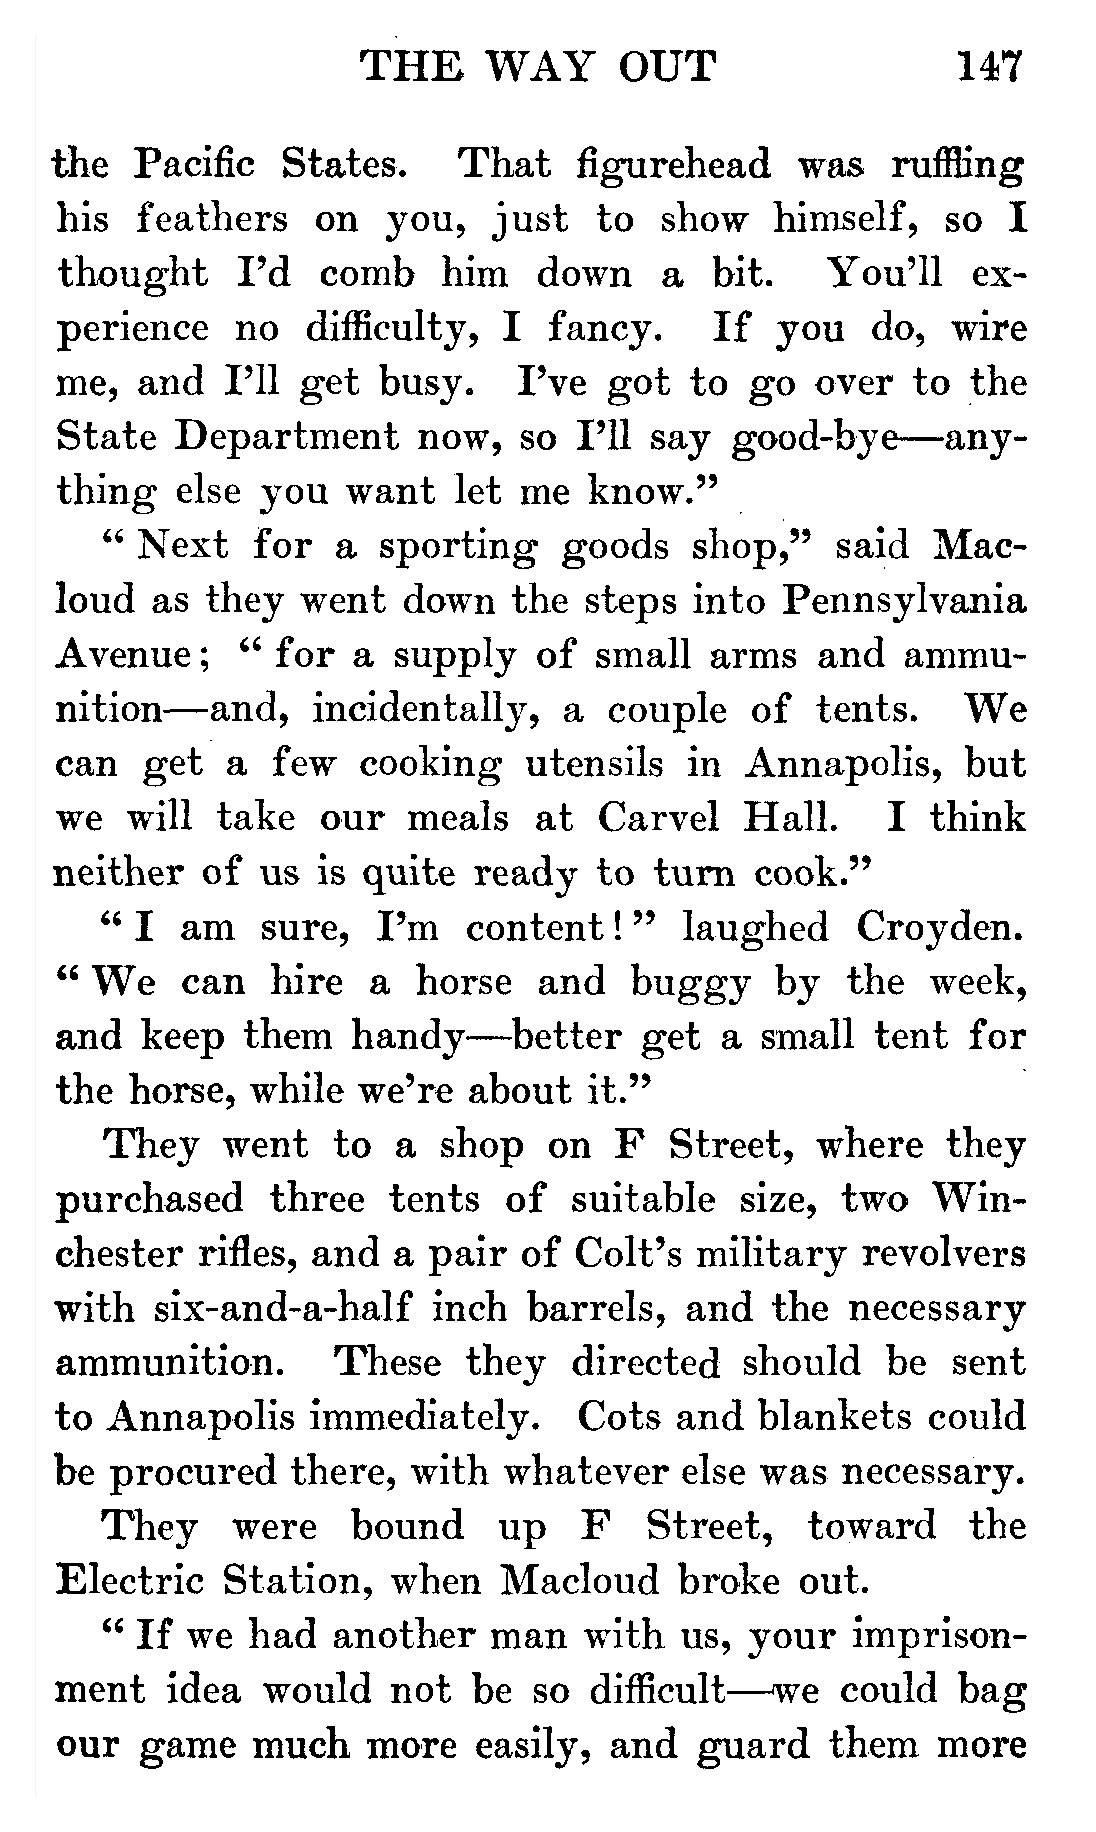 THE WAY OUT 147
the Pacific States. That figurehead was ruffling
his feathers on you, just to show himself, so I
thought I'd comb him down a bit. You'll ex-
perience no difficulty, I fancy. If you do, wire
me, and I'll get busy. I've got to go over to the
State Department now, so I'll say good-bye—any-
thing else you want let me know.”
“ Next for a sporting goods shop,” said Mac-
loud as they went down the steps into Pennsylvania
Avenue; “ for a supply of small arms and ammu-
nition—and, incidentally, a couple of tents. We
can get a few cooking utensils in Annapolis, but
we will take our meals at Carvel Hall. I think
neither of us is quite ready to turn cook.”
“ I am sure, I'm content! ” laughed Croyden.
“ We can hire a horse and buggy by the week,
and keep them handy—better get a small tent for
the horse, while we're about it.”
They went to a shop on F Street, where they
purchased three tents of suitable size, two Win-
chester rifles, and a pair of Colt's military revolvers
with six-and-a-half inch barrels, and the necessary
ammunition. These they directed should be sent
to Annapolis immediately. Cots and blankets could
be procured there, with whatever else was necessary.
They were bound up F Street, toward the
Electric Station, when Macloud broke out.
“ If we had another man with us, your imprison-
ment idea would not be so difficult—we could bag
our game much more easily, and guard them more